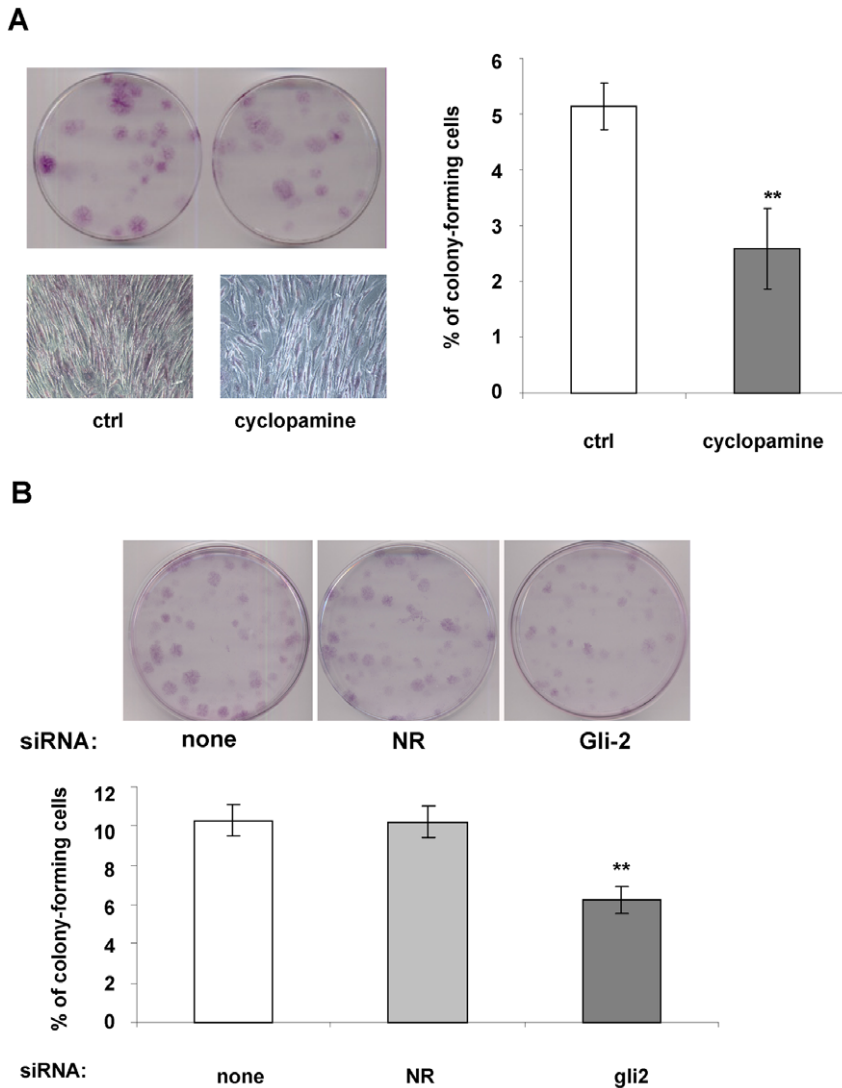 A
ctrl
cyclopamine
% of colony-forming cells
6
5
4
3
2
1
0
**
ctrl
cyclopamine
B
siRNA:
none
NR
Gli-2
% of colony-forming cells
12
10
8
6
4
2
0
**
siRNA:
none
NR
gli2